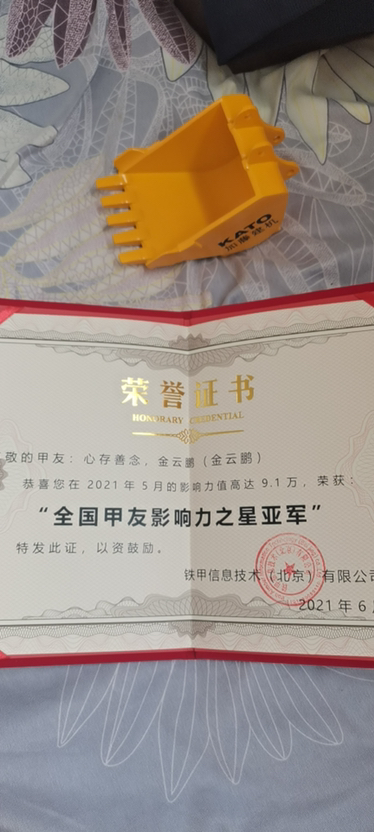 KATO
加藤建机
荣誉证书
HONORARY CREDENTIAL
敬的甲友：心存善念，金云鹏（金云鹏）
恭喜您在 2021 年 5 月的影响力值高达 9.1 万，荣获：
“全国甲友影响力之星亚军”
特发此证，以资鼓励。
铁甲信息技术（北京）有限公司
2021 年 6